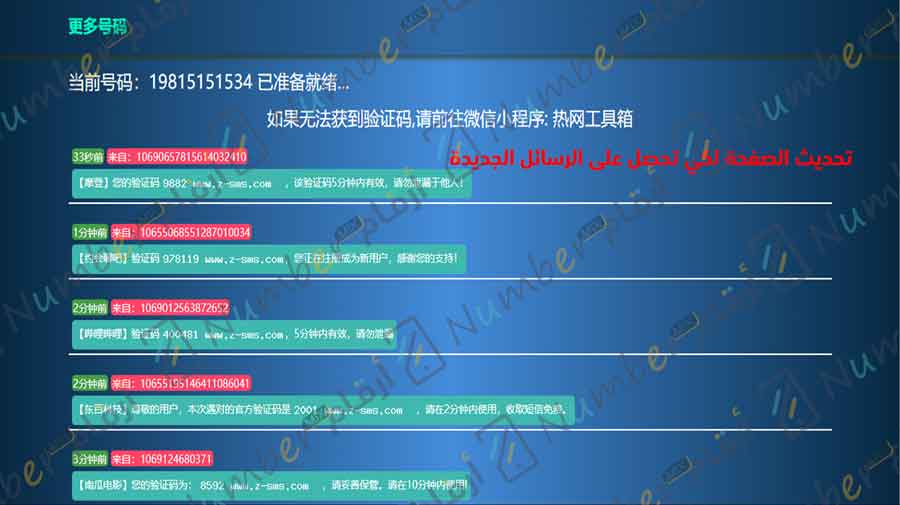 更多号码
当前号码：19815151534 已准备就绪...
如果无法获到验证码,请前往微信小程序: 热网工具箱
33秒前 来自：10690657815614032410
تحديث الصفحة لكي تحصل على الرسائل الجديدة
【摩登】您的验证码 9882 www.z-sms.com ，该验证码5分钟内有效，请勿泄漏于他人！
1分钟前 来自：10655068551287010034
验证码 978119 www.z-sms.com，您正在注册成为新用户，感谢您的支持！
2分钟前 来自：1069012563872652
【哔哩哔哩】验证码 400481 www.z-sms.com，5分钟内有效，请勿泄漏
2分钟前 来自：10655195146411086041
【东百科技】尊敬的用户，本次遇对的官方验证码是 2001 www.z-sms.com ，请在2分钟内使用，收取短信免费。
3分钟前 来自：1069124680371
【南瓜电影】您的验证码为： 8592 www.z-sms.com ，请妥善保管，请在10分钟内使用!